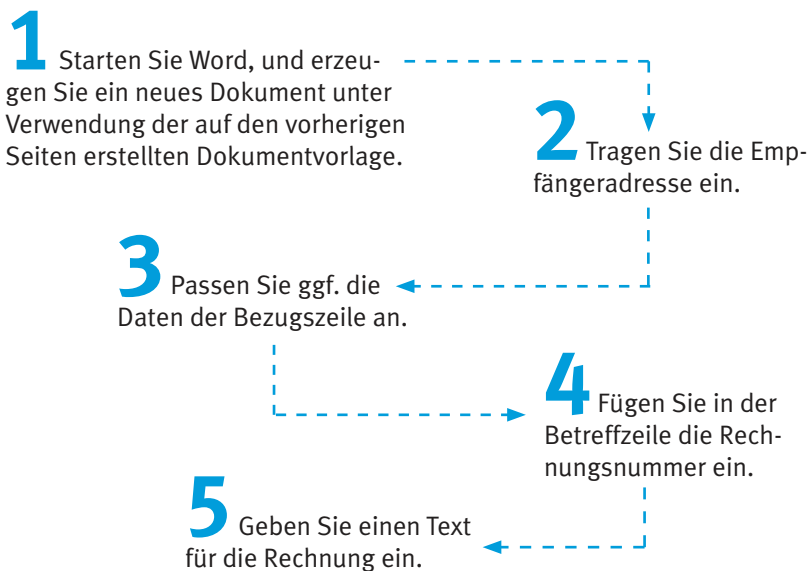 1 Starten Sie Word, und erzeu-
gen Sie ein neues Dokument unter
Verwendung der auf den vorherigen
Seiten erstellten Dokumentvorlage.
2 Tragen Sie die Emp-
fängeradresse ein.
3 Passen Sie ggf. die
Daten der Bezugszeile an.
4 Fügen Sie in der
Betreffzeile die Rech-
nungsnummer ein.
5 Geben Sie einen Text
für die Rechnung ein.